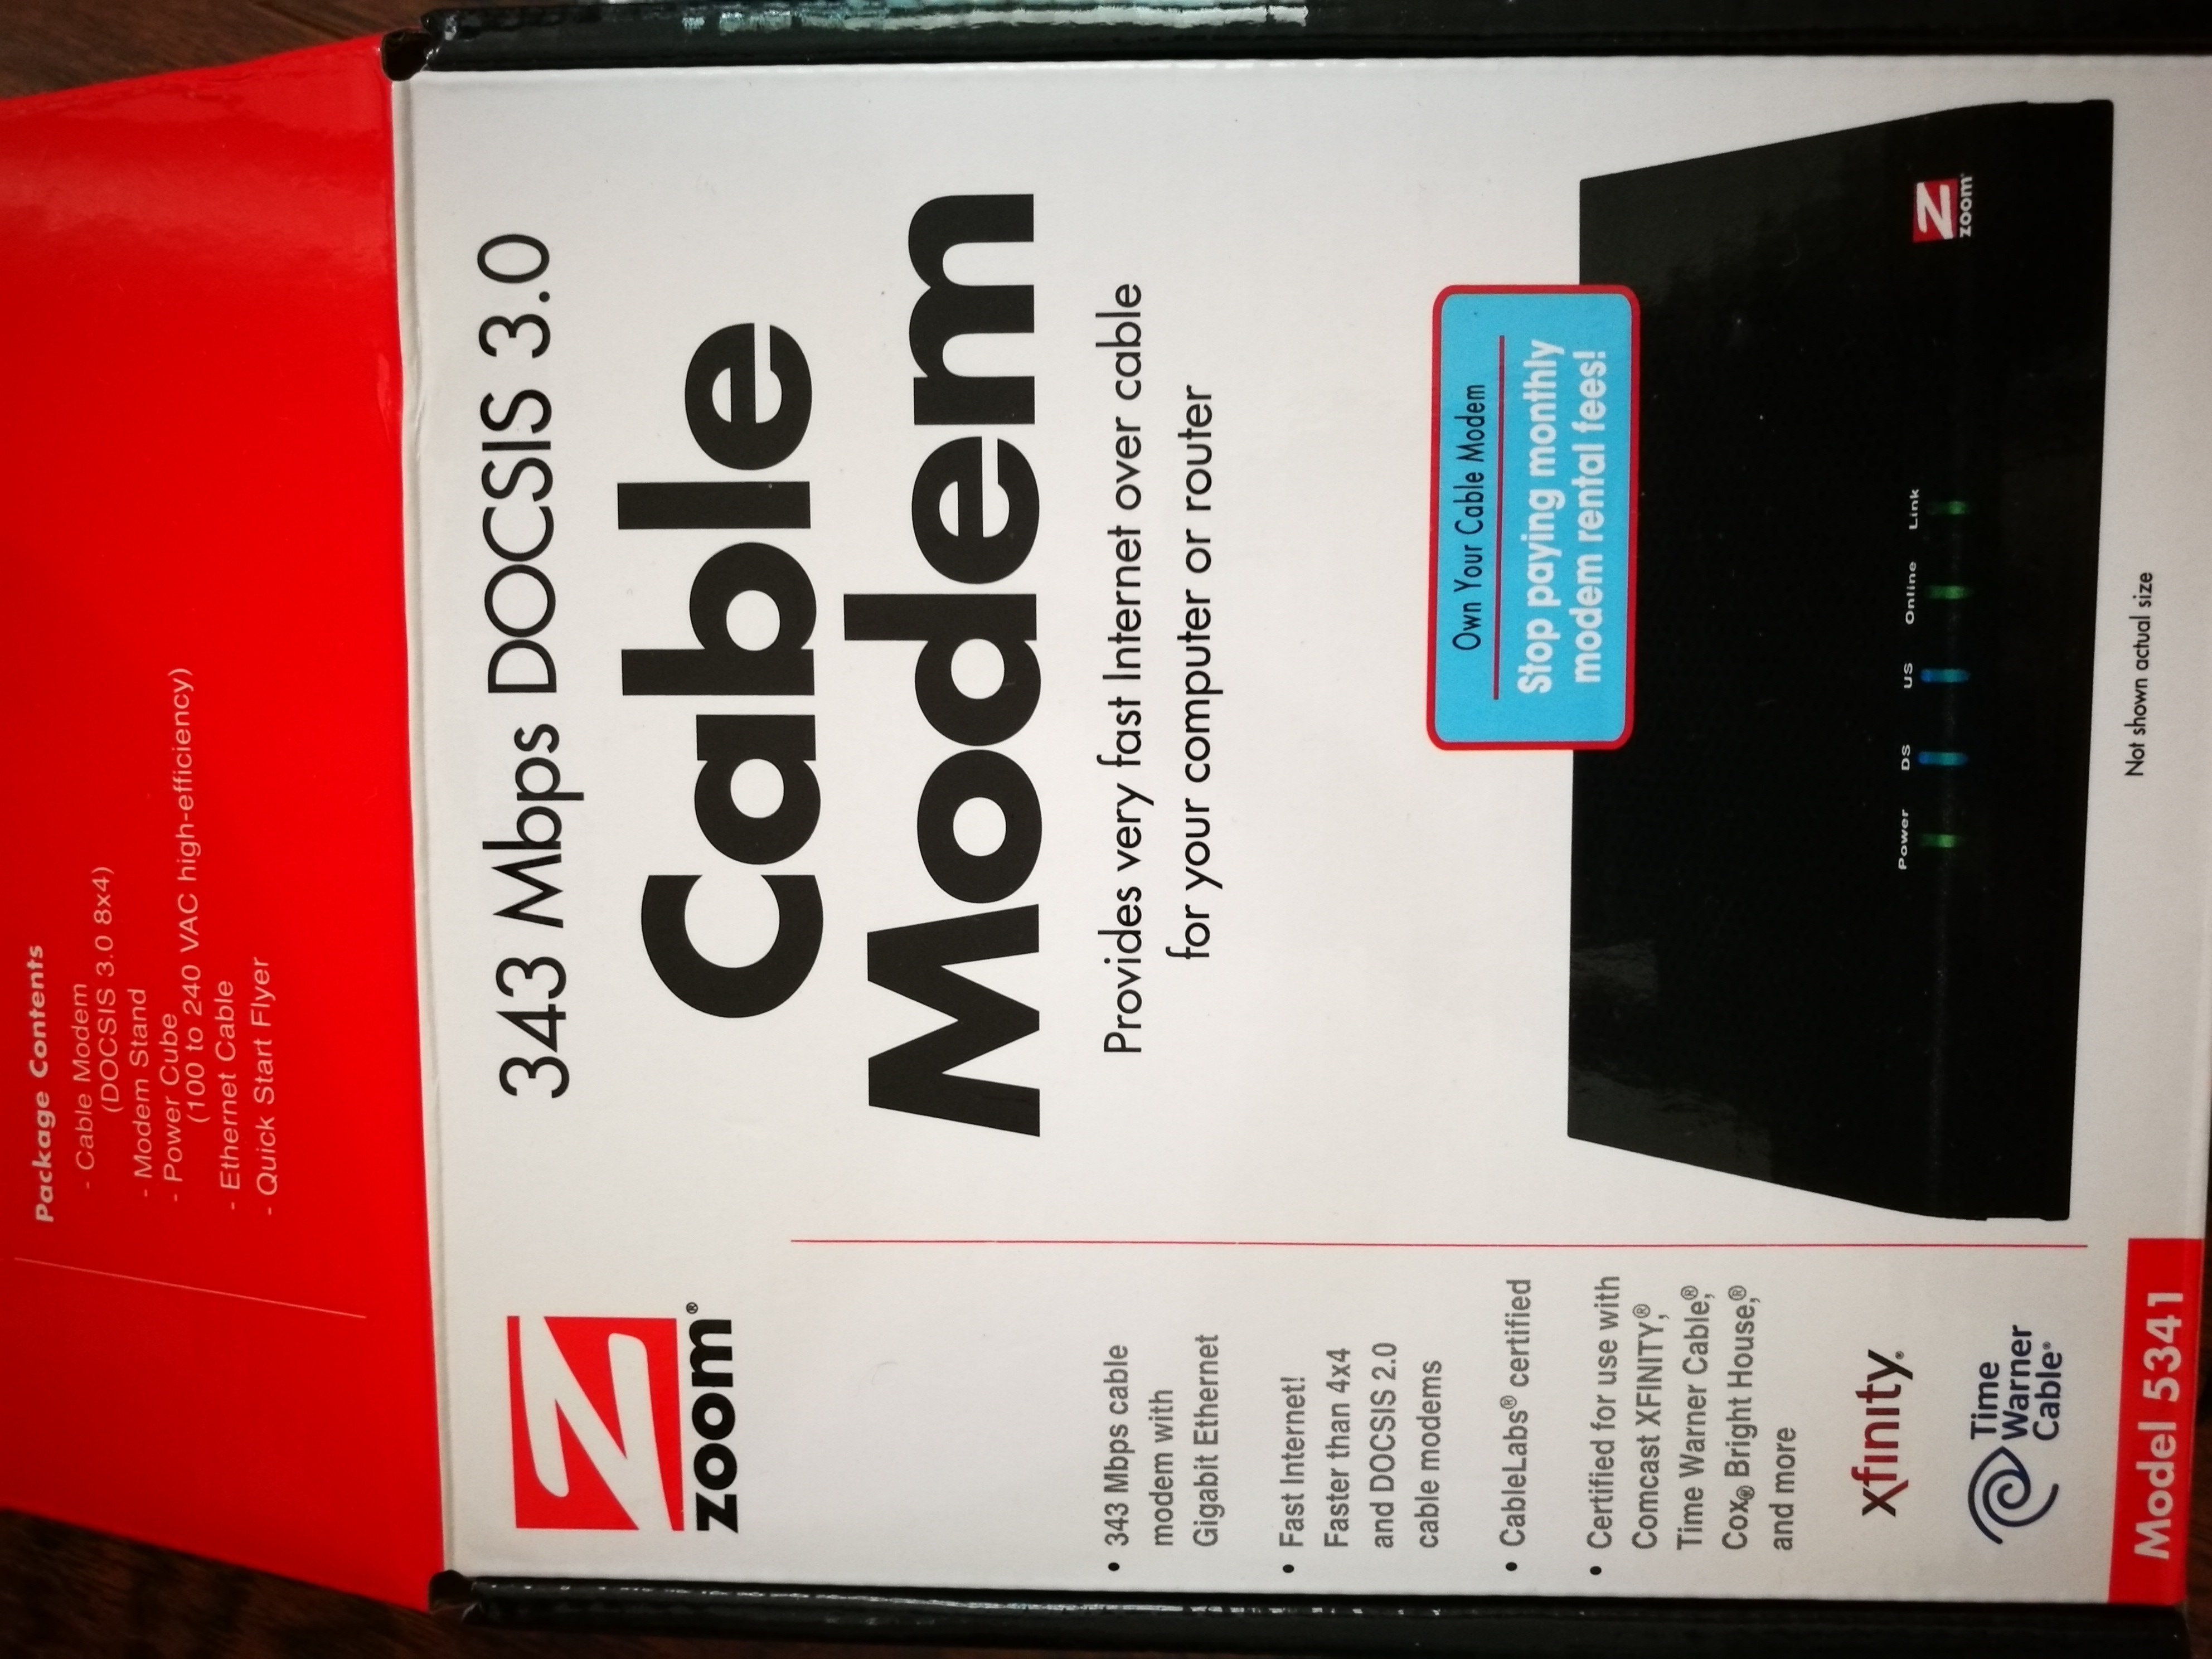 Package Contents
- Cable Modem
(DOCSIS 3.0 8x4)
- Modem Stand
- Power Cube
(100 to 240 VAC high-efficiency)
- Ethernet Cable
- Quick Start Flyer
zoom®
343 Mbps DOCSIS 3.0
Cable
Modem
Provides very fast Internet over cable
for your computer or router
• 343 Mbps cable
modem with
Gigabit Ethernet
• Fast Internet!
Faster than 4x4
and DOCSIS 2.0
cable modems
• CableLabs® certified
• Certified for use with
Comcast XFINITY,®
Time Warner Cable,®
Cox,® Bright House,®
and more
xfinity.
Time
Warner
Cable®
Model 5341
Own Your Cable Modem
Stop paying monthly
modem rental fees!
Power DS US Online Link
zoom®
Not shown actual size